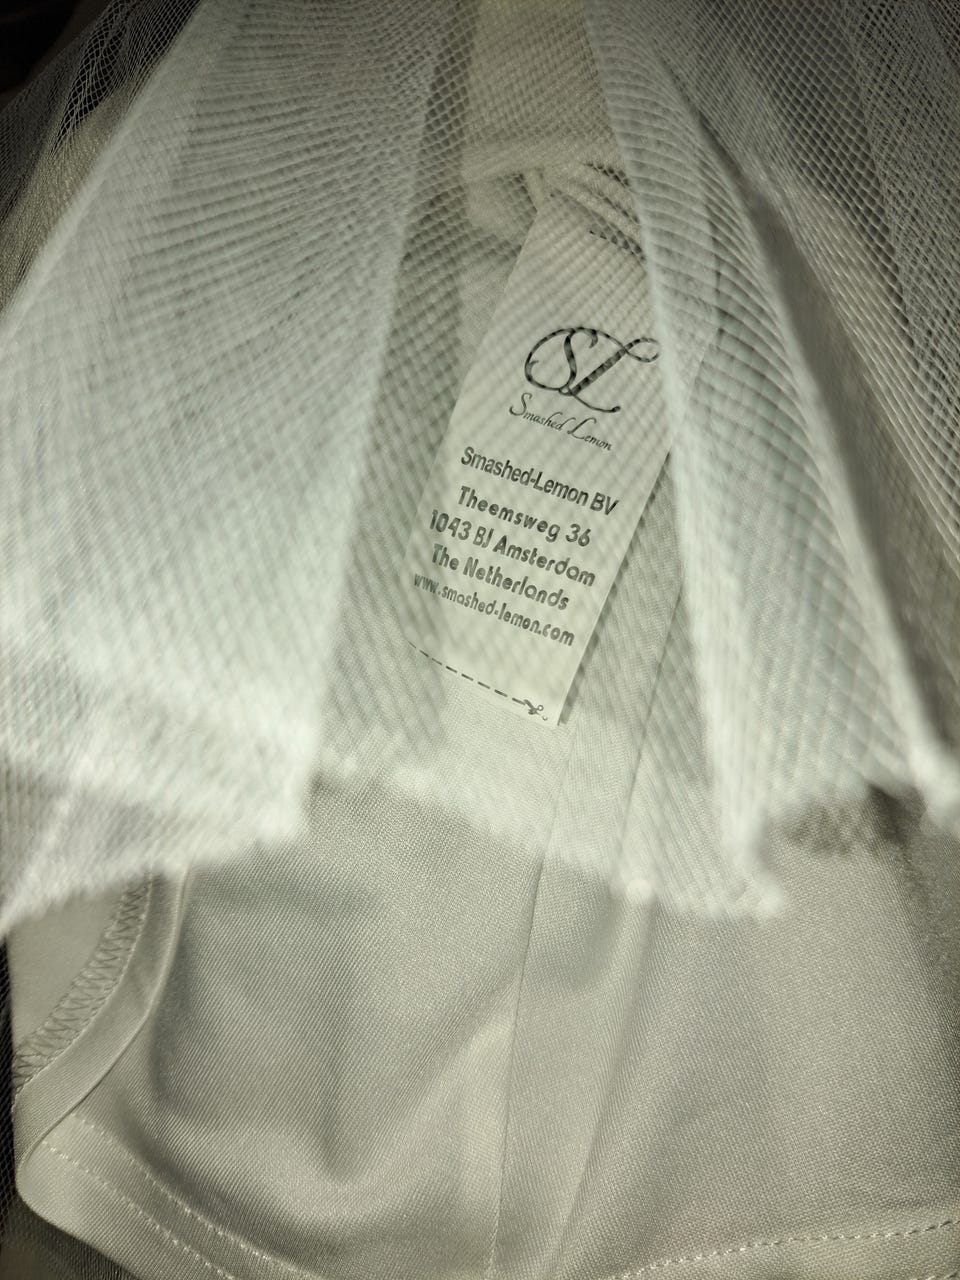 SL
Smashed Lemon
Smashed-Lemon BV
Theemsweg 36
1043 BJ Amsterdam
The Netherlands
www.smashed-lemon.com